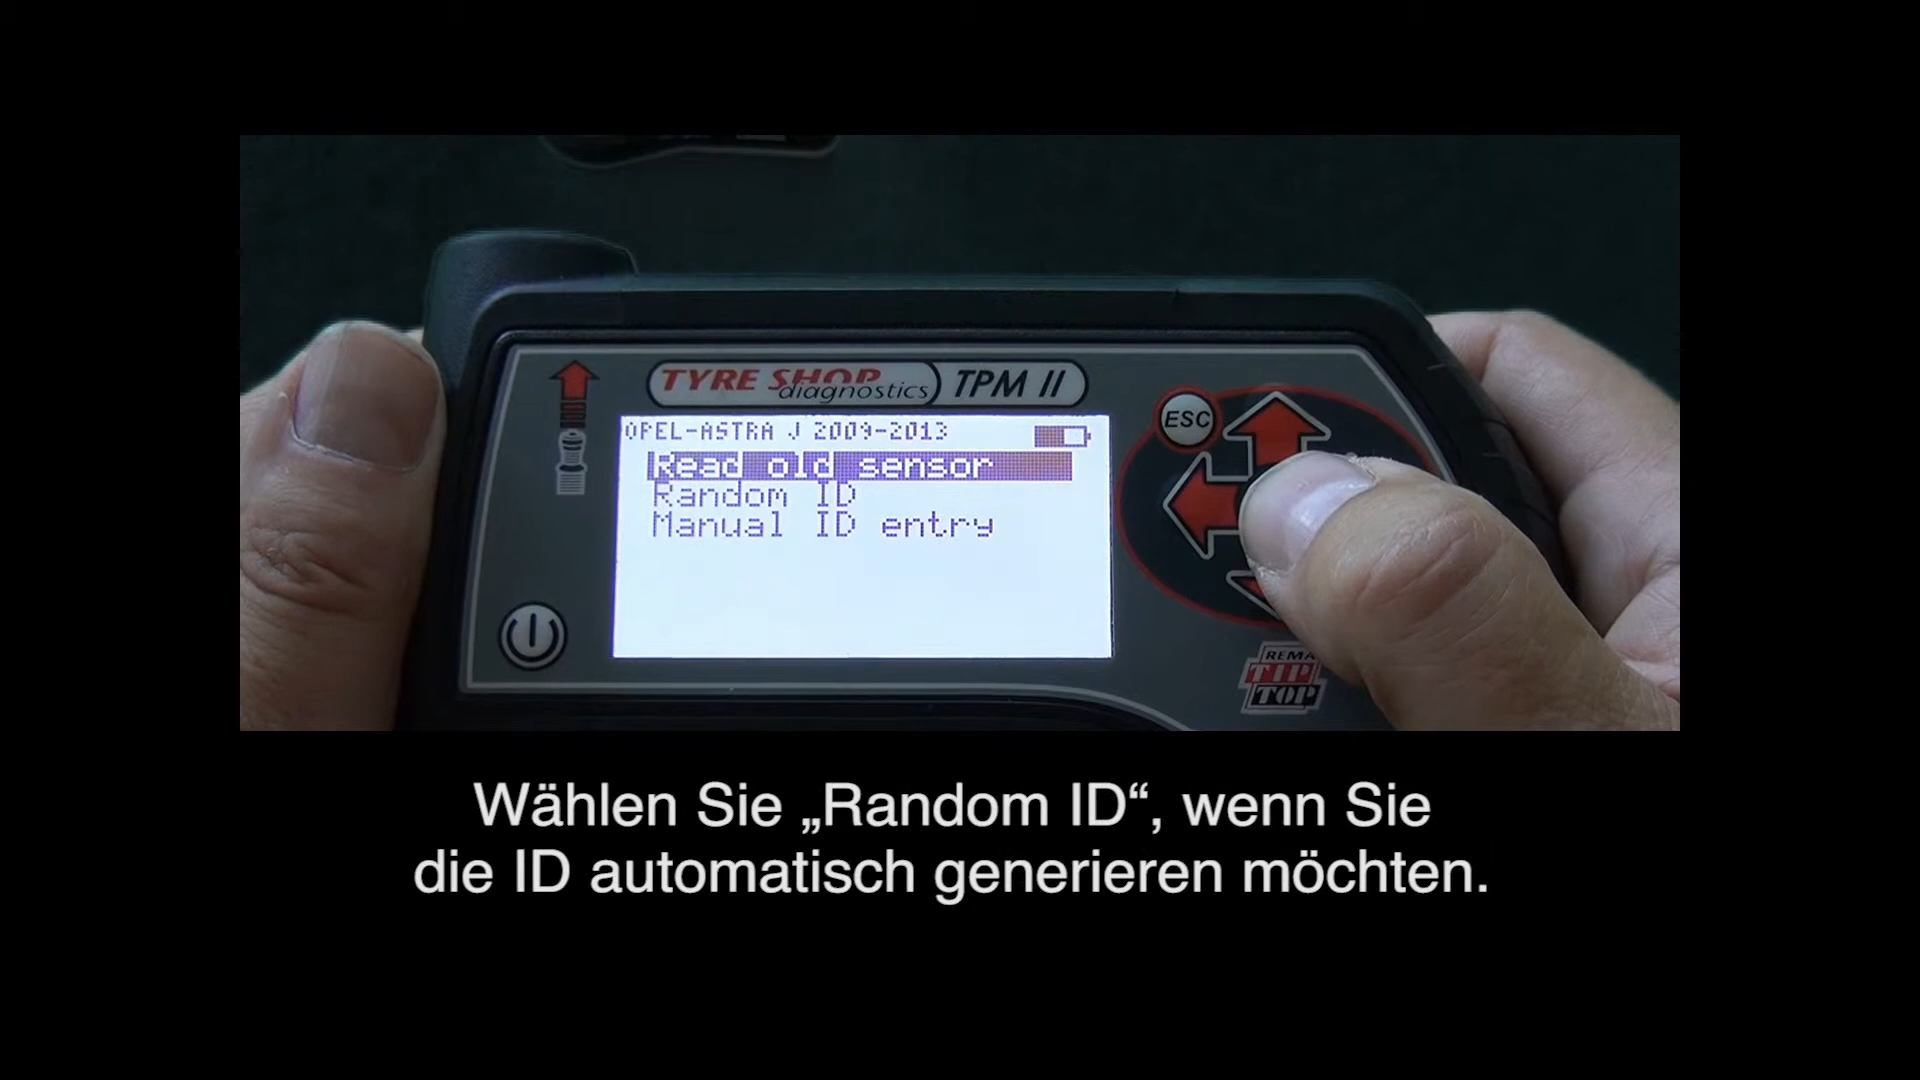 TYRE SHOP diagnostics TPM II
OPEL-ASTRA J 2009-2013
Read old sensor
Random ID
Manual ID entry
ESC
REMA
TIP
TOP
Wählen Sie „Random ID“, wenn Sie
die ID automatisch generieren möchten.